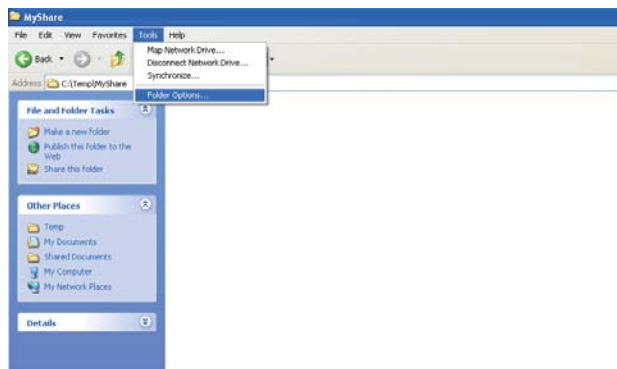 MyShare
File Edit View Favorites Tools Help
Back
Map Network Drive...
Disconnect Network Drive...
Synchronize...
Folder Options...
Address C:\Temp\MyShare
File and Folder Tasks
Make a new folder
Publish this folder to the
Web
Share this folder
Other Places
Temp
My Documents
Shared Documents
My Computer
My Network Places
Details